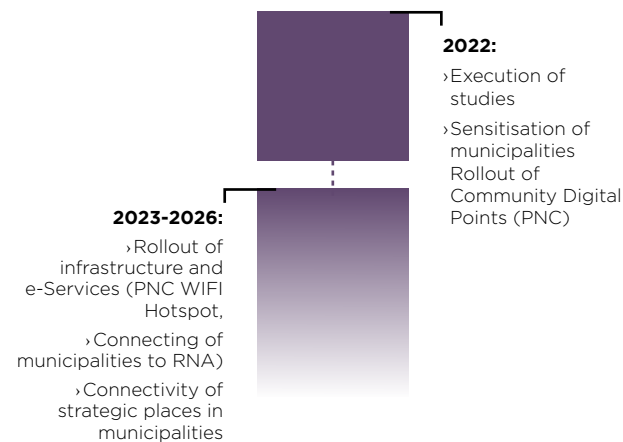 2022:
›Execution of
studies
›Sensitisation of
municipalities
Rollout of
Community Digital
Points (PNC)
2023-2026:
›Rollout of
infrastructure and
e-Services (PNC WIFI
Hotspot,
›Connecting of
municipalities to RNA)
›Connectivity of
strategic places in
municipalities